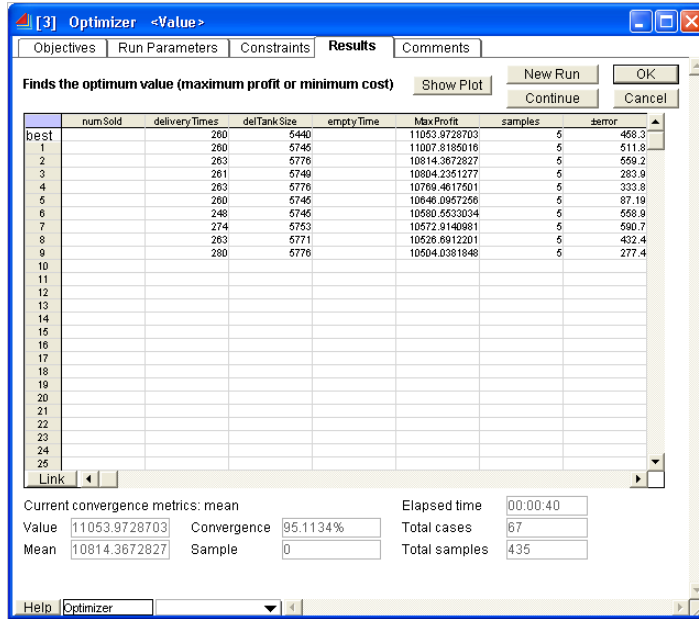 [3] Optimizer <Value>
Objectives Run Parameters Constraints Results Comments
Finds the optimum value (maximum profit or minimum cost) Show Plot New Run OK
Continue Cancel
numSold deliveryTimes delTankSize emptyTime MaxProfit samples ±error
best 260 5440 11053.9728703 5 458.3
1 260 5745 11007.8185016 5 511.8
2 263 5776 10814.3672827 5 559.2
3 261 5749 10804.2351277 5 283.9
4 263 5776 10769.4617501 5 333.8
5 260 5745 10646.0957256 5 87.19
6 248 5745 10580.5533034 5 558.9
7 274 5753 10572.9140981 5 590.7
8 263 5771 10526.6912201 5 432.4
9 280 5776 10504.0381848 5 277.4
10
11
12
13
14
15
16
17
18
19
20
21
22
23
24
25
Link
Current convergence metrics: mean Elapsed time 00:00:40
Value 11053.9728703 Convergence 95.1134% Total cases 67
Mean 10814.3672827 Sample 0 Total samples 435
Help Optimizer